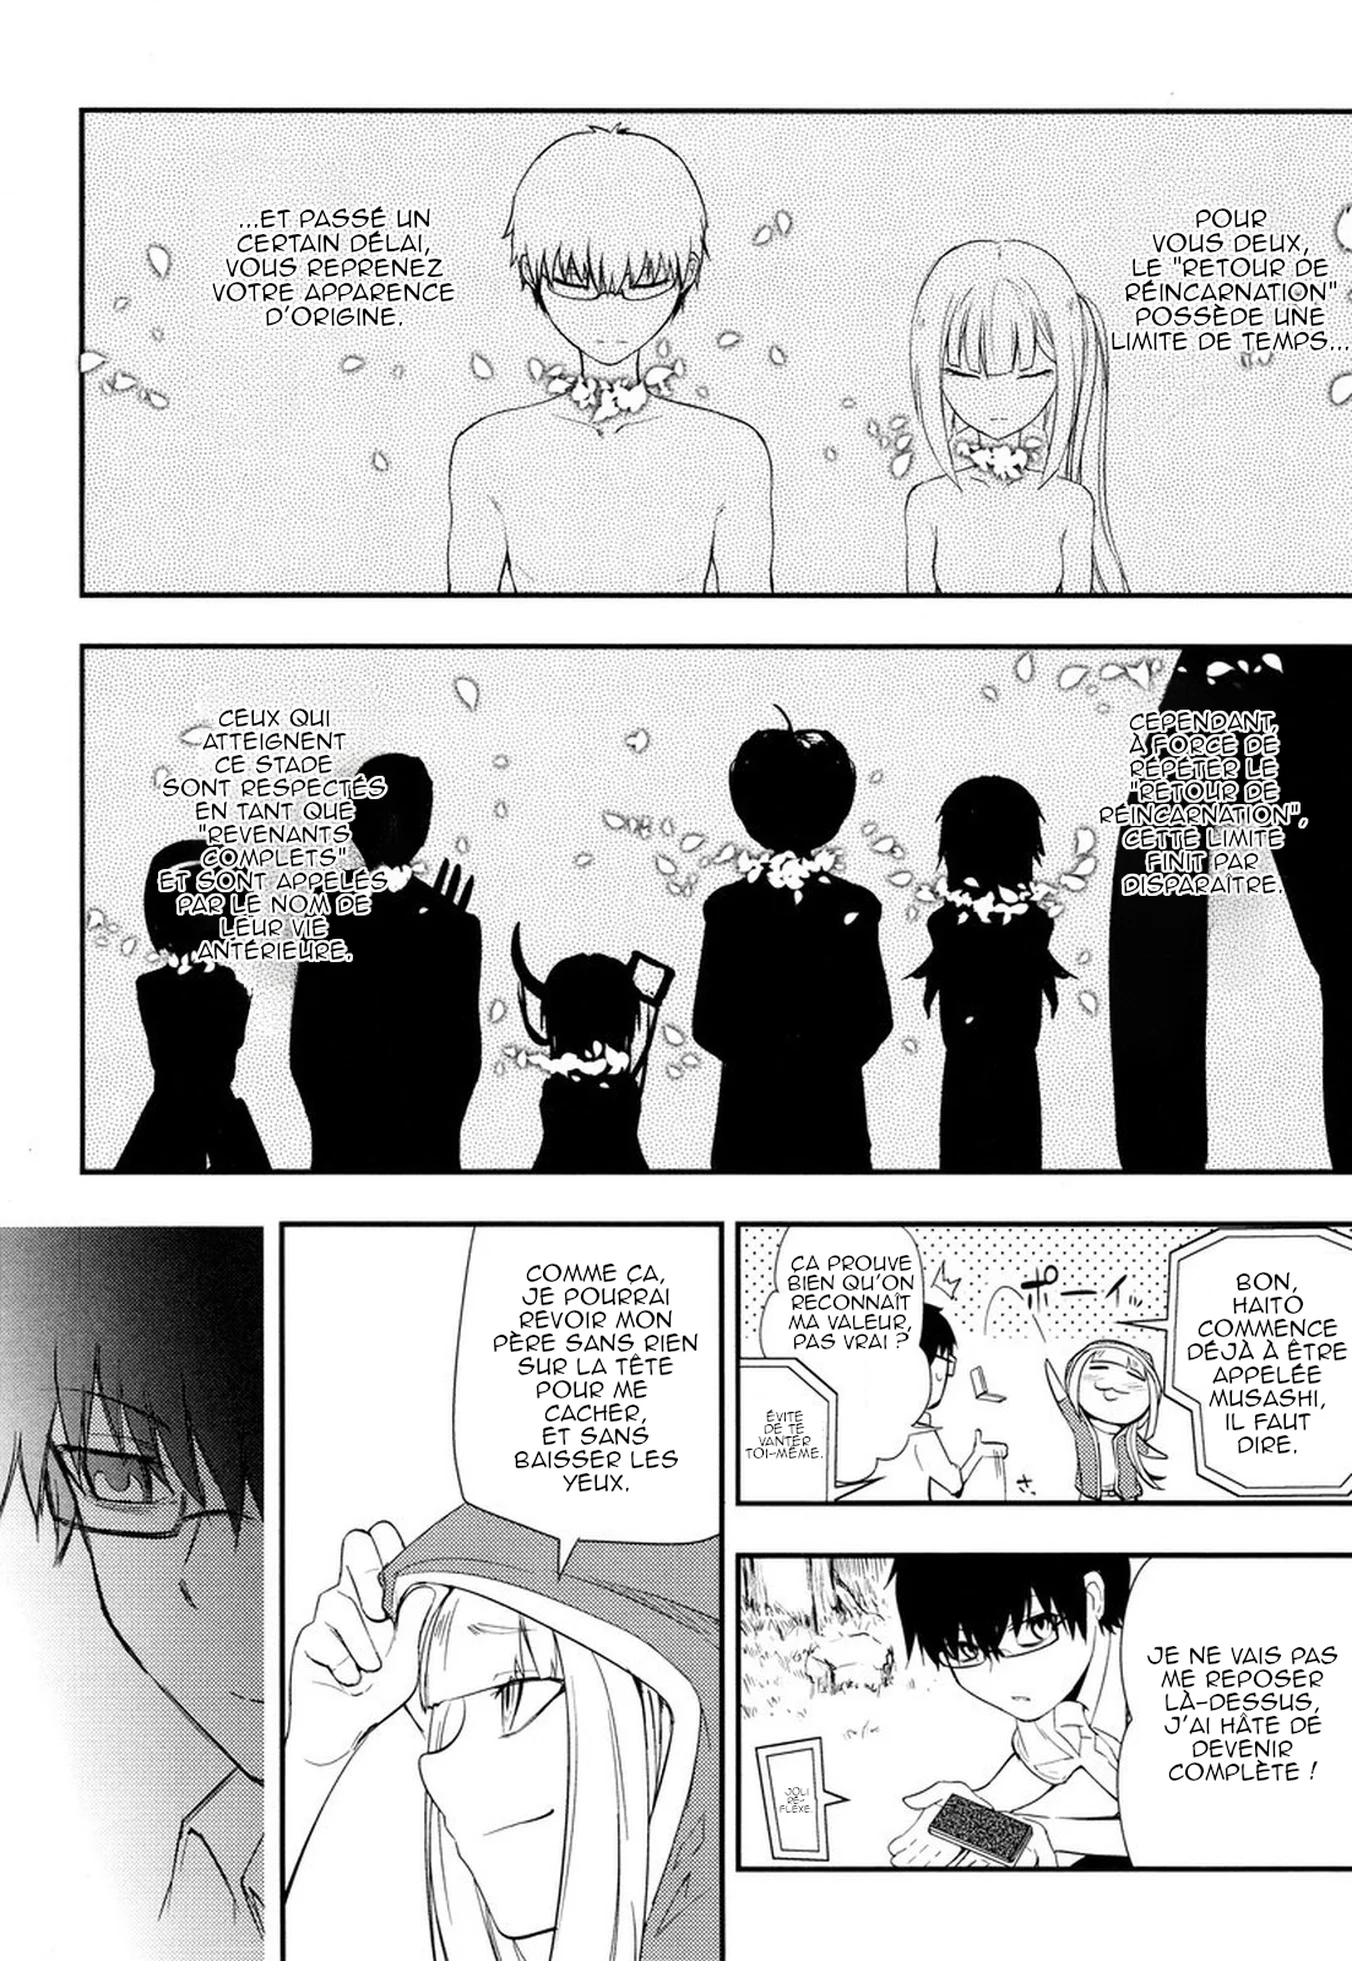 POUR
VOUS DEUX,
LE "RETOUR DE
RÉINCARNATION"
POSSÈDE UNE
LIMITE DE TEMPS...
...ET PASSÉ UN
CERTAIN DÉLAI,
VOUS REPRENEZ
VOTRE APPARENCE
D'ORIGINE.
CEPENDANT,
À FORCE DE
RÉPÉTER LE
"RETOUR DE
RÉINCARNATION",
CETTE LIMITE
FINIT PAR
DISPARAÎTRE.
CEUX QUI
ATTEIGNENT
CE STADE
SONT RESPECTÉS
EN TANT QUE
"REVENANTS
COMPLETS"
ET SONT APPELÉS
PAR LE NOM DE
LEUR VIE
ANTÉRIEURE.
BON,
HAITO
COMMENCE
DÉJÀ À ÊTRE
APPELÉE
MUSASHI,
IL FAUT
DIRE.
ポーイ
ÇA PROUVE
BIEN QU'ON
RECONNAÎT
MA VALEUR,
PAS VRAI ?
ÉVITE
DE TE
VANTER
TOI-MÊME.
さ
JE NE VAIS PAS
ME REPOSER
LÀ-DESSUS,
J'AI HÂTE DE
DEVENIR
COMPLÈTE !
JOLI
RÉ-
FLEXE.
COMME ÇA,
JE POURRAI
REVOIR MON
PÈRE SANS RIEN
SUR LA TÊTE
POUR ME
CACHER,
ET SANS
BAISSER LES
YEUX.